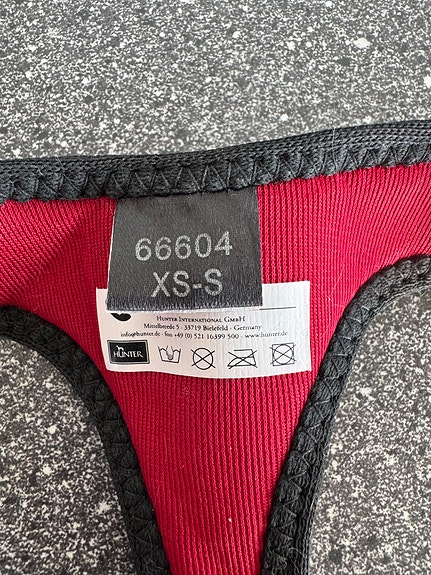 66604
XS-S
HUNTER INTERNATIONAL GMBH
Mittelbreede 5 · 33719 Bielefeld · Germany
info@hunter.de · fon +49 (0) 521 16399 500 · www.hunter.de
HUNTER